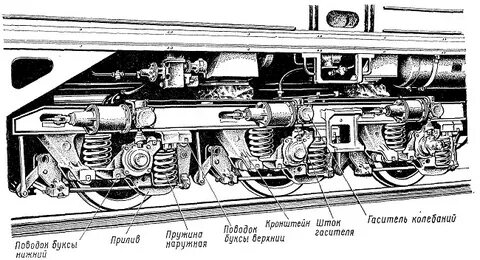 Поводок буксы
нижний
Прилив
Пружина
наружная
Поводок
буксы верхний
Кронштейн
Шток
гасителя
Гаситель колебаний